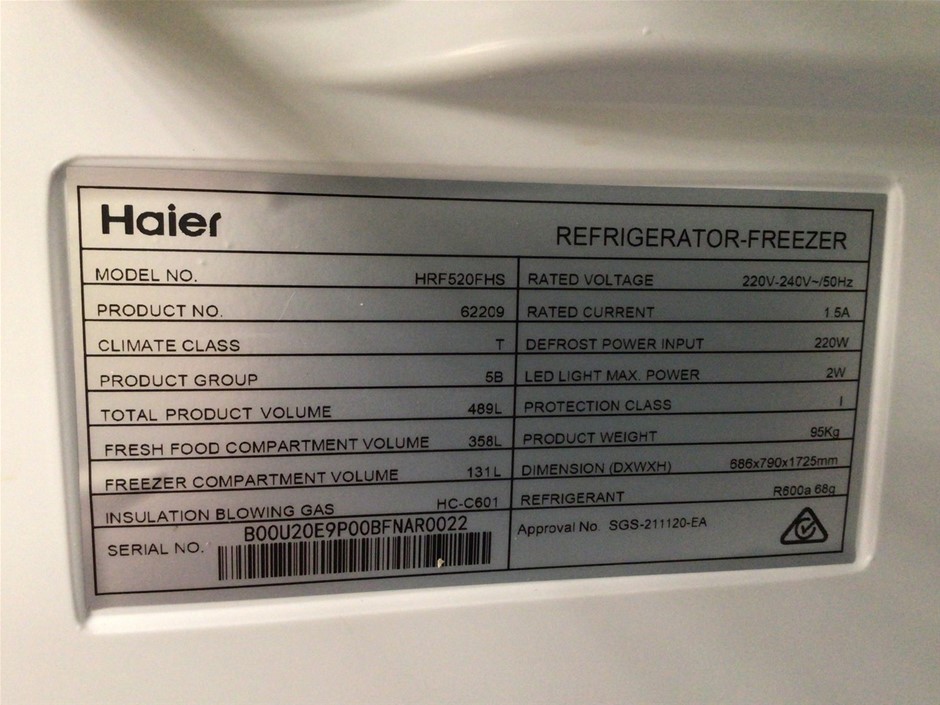 Haier
REFRIGERATOR-FREEZER
MODEL NO. HRF520FHS
PRODUCT NO. 62209
CLIMATE CLASS T
PRODUCT GROUP 5B
TOTAL PRODUCT VOLUME 489L
FRESH FOOD COMPARTMENT VOLUME 358L
FREEZER COMPARTMENT VOLUME 131L
INSULATION BLOWING GAS HC-C601
SERIAL NO. B00U20E9P00BFNAR0022
RATED VOLTAGE 220V-240V~/50Hz
RATED CURRENT 1.5A
DEFROST POWER INPUT 220W
LED LIGHT MAX. POWER 2W
PROTECTION CLASS I
PRODUCT WEIGHT 95Kg
DIMENSION (DXWXH) 686x790x1725mm
REFRIGERANT R600a 68g
Approval No. SGS-211120-EA